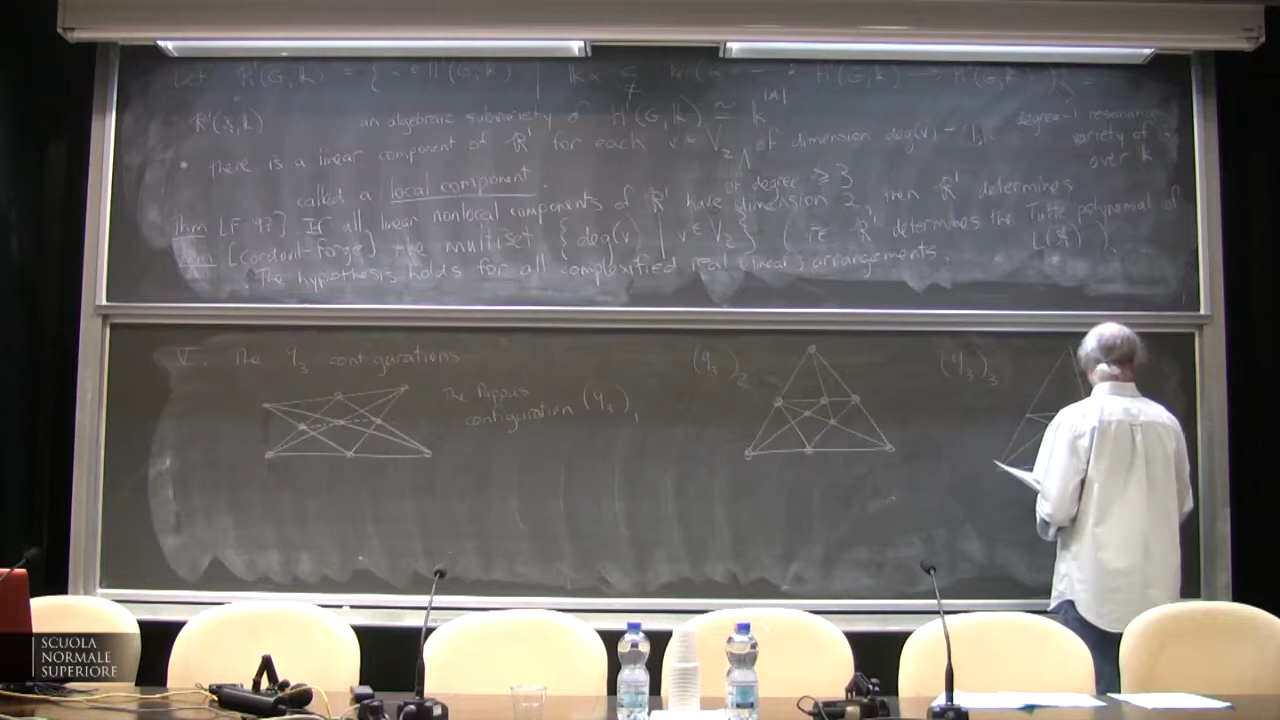 Let R¹(G, k) = { α ∈ H¹(G, k) | kα ⊊ ker(α H¹(G, k) → H²(G, k)) } =
R¹(, k) an algebraic subvariety of H¹(G, k) ≅ k degree-1 resonance
variety of
over k
• there is a linear component of R¹ for each v ∈ V₂ of dimension deg(v) - 1,
of degree ≥ 3
called a local component.
Thm [F 97] If all linear nonlocal components of R¹ have dimension 2, then R¹ determines
the multiset { deg(v) | v ∈ V₂ } (ie R¹ determines the Tutte polynomial of L( ) ).
Thm [Cordovil-Forge] The hypothesis holds for all complexified real (linear) arrangements.
V. The 9₃ configurations
The Pappus
configuration (9₃)₁
(9₃)₂
(9₃)₃
SCUOLA
NORMALE
SUPERIORE